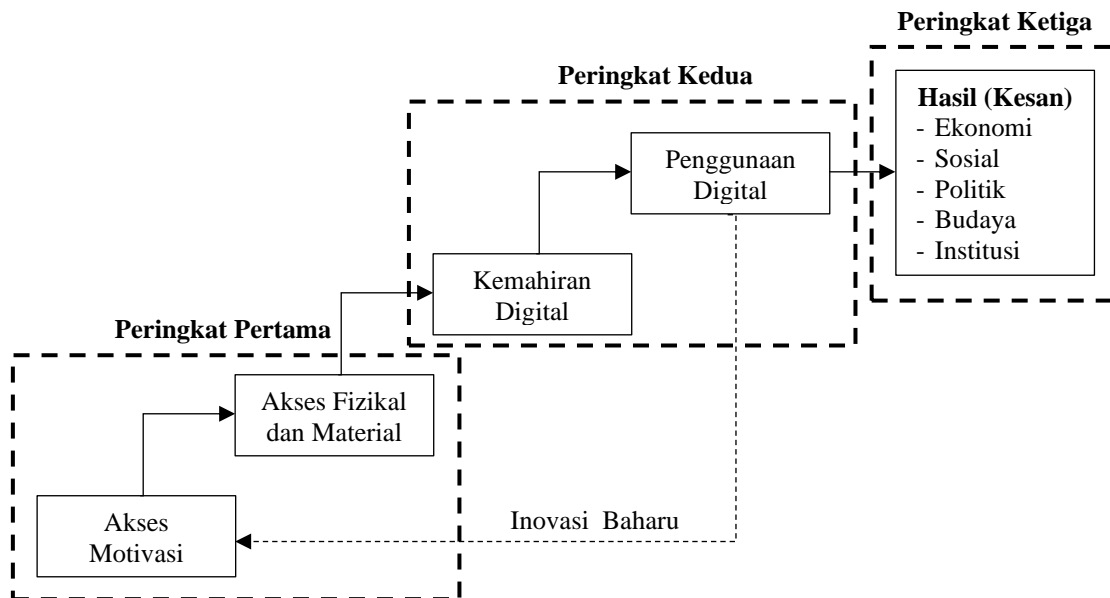 Peringkat Ketiga
Hasil (Kesan)
- Ekonomi
- Sosial
- Politik
- Budaya
- Institusi
Peringkat Kedua
Penggunaan
Digital
Kemahiran
Digital
Peringkat Pertama
Akses Fizikal
dan Material
Akses
Motivasi
Inovasi Baharu